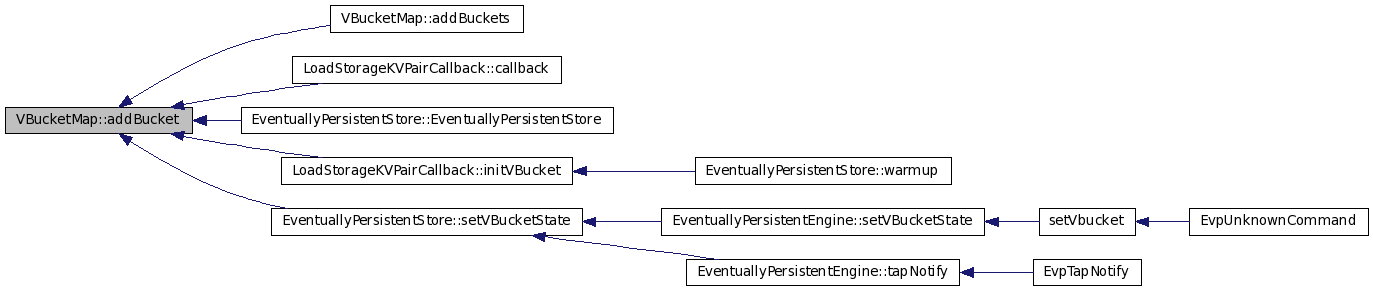 VBucketMap::addBuckets
LoadStorageKVPairCallback::callback
VBucketMap::addBucket
EventuallyPersistentStore::EventuallyPersistentStore
LoadStorageKVPairCallback::initVBucket
EventuallyPersistentStore::warmup
EventuallyPersistentStore::setVBucketState
EventuallyPersistentEngine::setVBucketState
setVbucket
EvpUnknownCommand
EventuallyPersistentEngine::tapNotify
EvpTapNotify